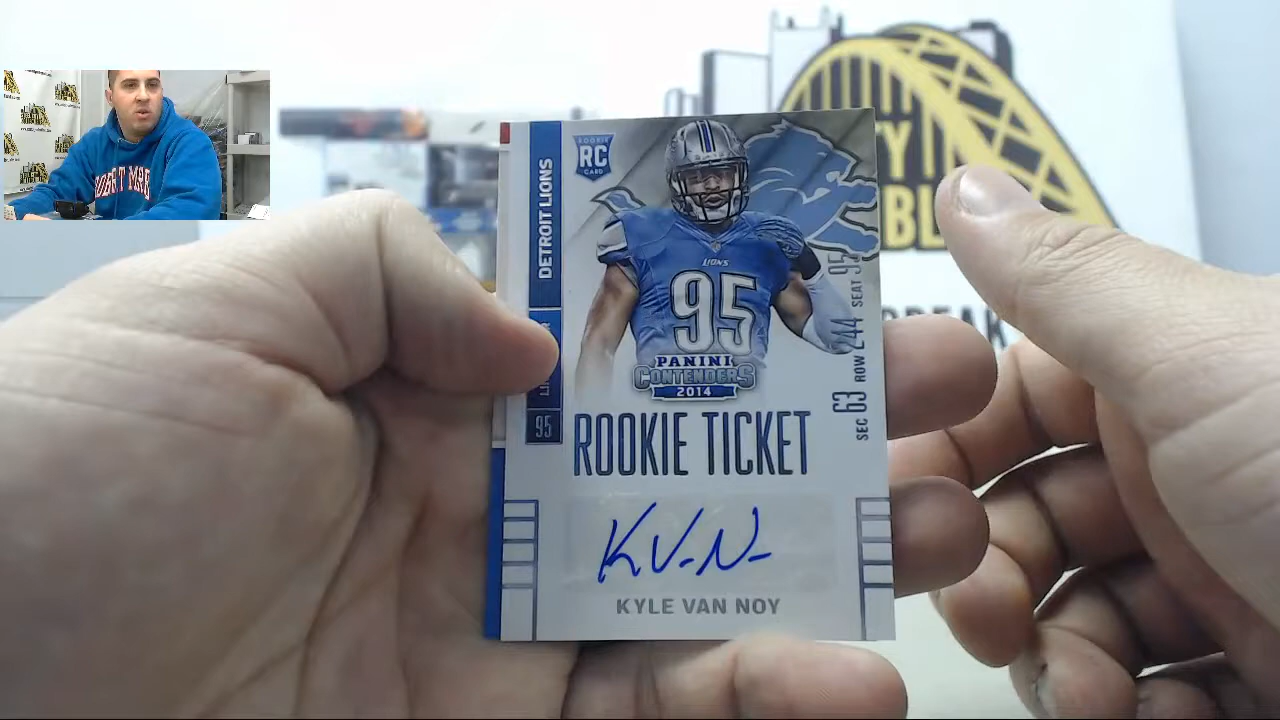 ROOKIE
RC
CARD
DETROIT LIONS
95
LIONS
95
PANINI
CONTENDERS
2014
ROOKIE TICKET
SEC 63 ROW 244 SEAT 95
K V-N-
KYLE VAN NOY
BREAK